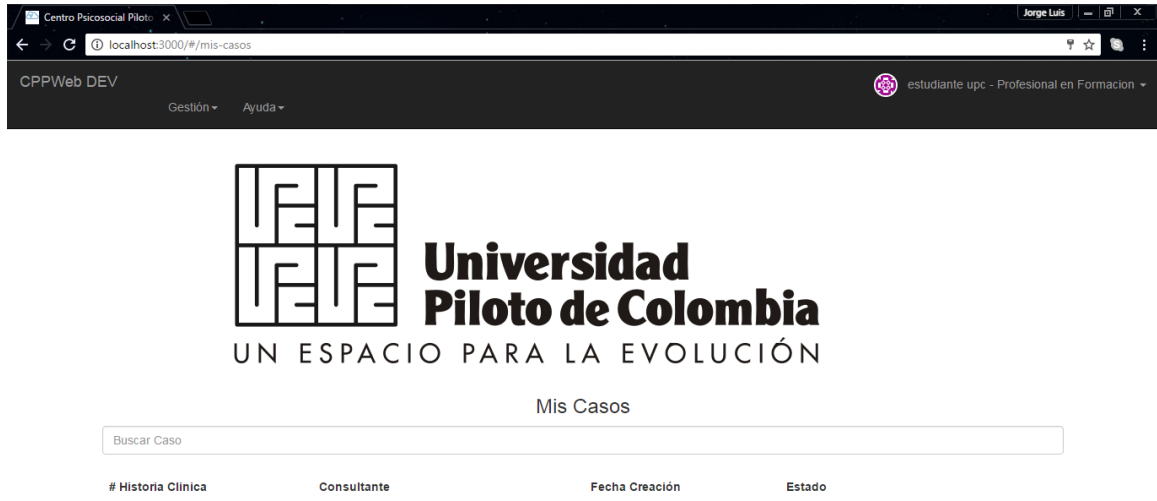 Centro Psicosocial Piloto
Jorge Luis
localhost:3000/#/mis-casos
CPPWeb DEV
estudiante upc - Profesional en Formacion
Gestión Ayuda
Universidad
Piloto de Colombia
UN ESPACIO PARA LA EVOLUCIÓN
Mis Casos
Buscar Caso
# Historia Clinica Consultante Fecha Creación Estado